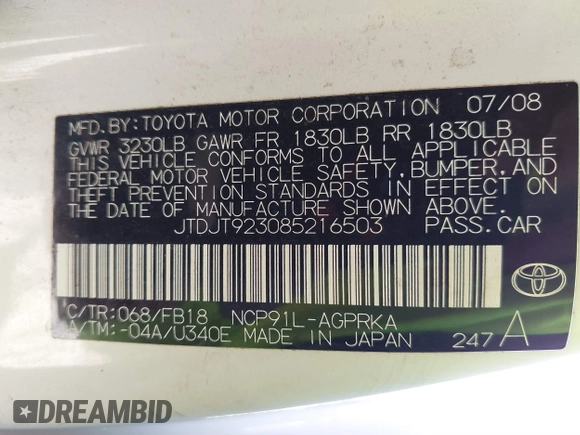 MFD. BY: TOYOTA MOTOR CORPORATION 07/08
GVWR 3230LB GAWR FR 1830LB RR 1830LB
THIS VEHICLE CONFORMS TO ALL APPLICABLE
FEDERAL MOTOR VEHICLE SAFETY, BUMPER, AND
THEFT PREVENTION STANDARDS IN EFFECT ON
THE DATE OF MANUFACTURE SHOWN ABOVE.
JTDJT923085216503 PASS. CAR
C/TR: 068/FB18 NCP91L-AGPRKA
A/TM: -04A/U340E MADE IN JAPAN 247 A
DREAMBID